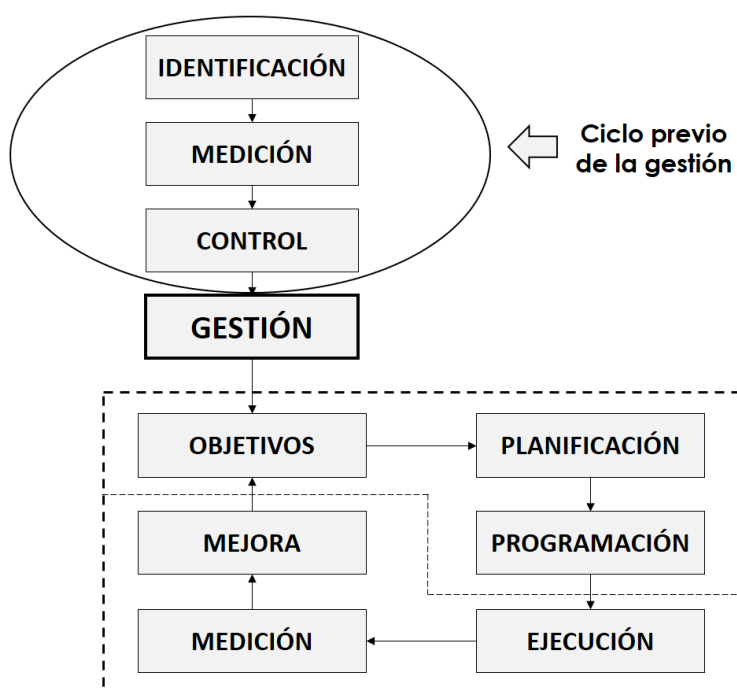 IDENTIFICACIÓN
MEDICIÓN
Ciclo previo
de la gestión
CONTROL
GESTIÓN
OBJETIVOS
PLANIFICACIÓN
MEJORA
PROGRAMACIÓN
MEDICIÓN
EJECUCIÓN